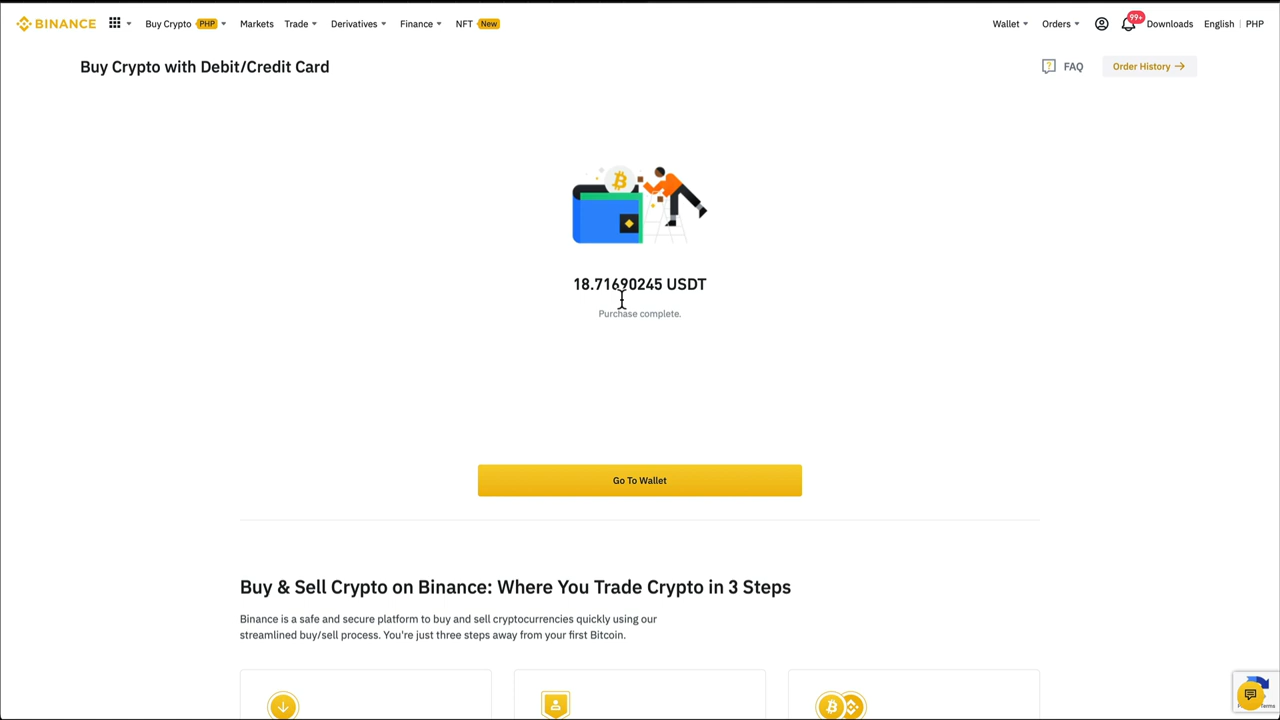 BINANCE
Buy Crypto PHP Markets Trade Derivatives Finance NFT New Wallet Orders 99+ Downloads English | PHP
Buy Crypto with Debit/Credit Card
FAQ Order History →
18.71690245 USDT
Purchase complete.
Go To Wallet
Buy & Sell Crypto on Binance: Where You Trade Crypto in 3 Steps
Binance is a safe and secure platform to buy and sell cryptocurrencies quickly using our
streamlined buy/sell process. You're just three steps away from your first Bitcoin.